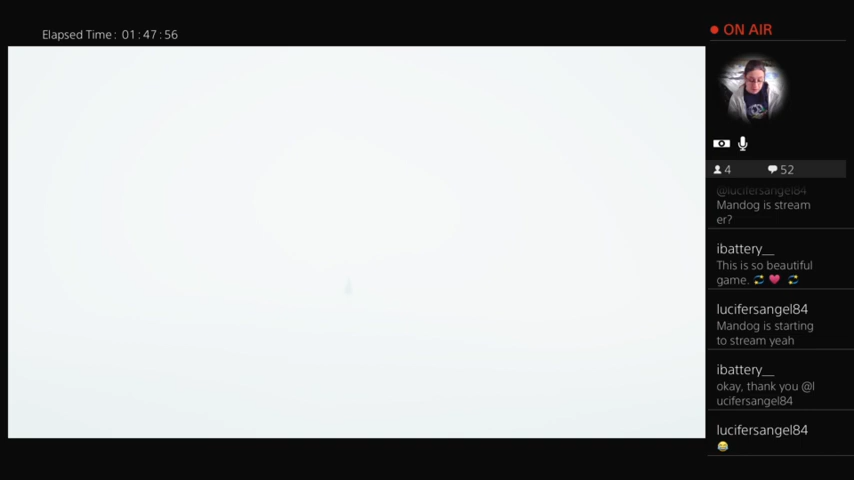 Elapsed Time: 01:47:56
ON AIR
4 52
@lucifersangel84
Mandog is stream
er?
ibattery__
This is so beautiful
game.
lucifersangel84
Mandog is starting
to stream yeah
ibattery__
okay, thank you @l
ucifersangel84
lucifersangel84